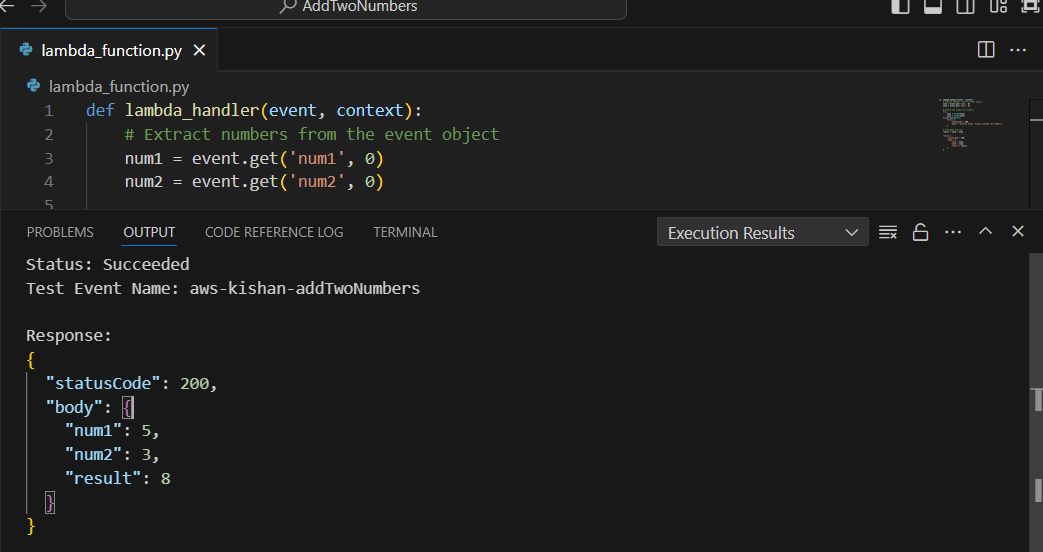 AddTwoNumbers
lambda_function.py
lambda_function.py
1 def lambda_handler(event, context):
2 # Extract numbers from the event object
3 num1 = event.get('num1', 0)
4 num2 = event.get('num2', 0)
5
PROBLEMS OUTPUT CODE REFERENCE LOG TERMINAL Execution Results
Status: Succeeded
Test Event Name: aws-kishan-addTwoNumbers
Response:
{
"statusCode": 200,
"body": {
"num1": 5,
"num2": 3,
"result": 8
}
}